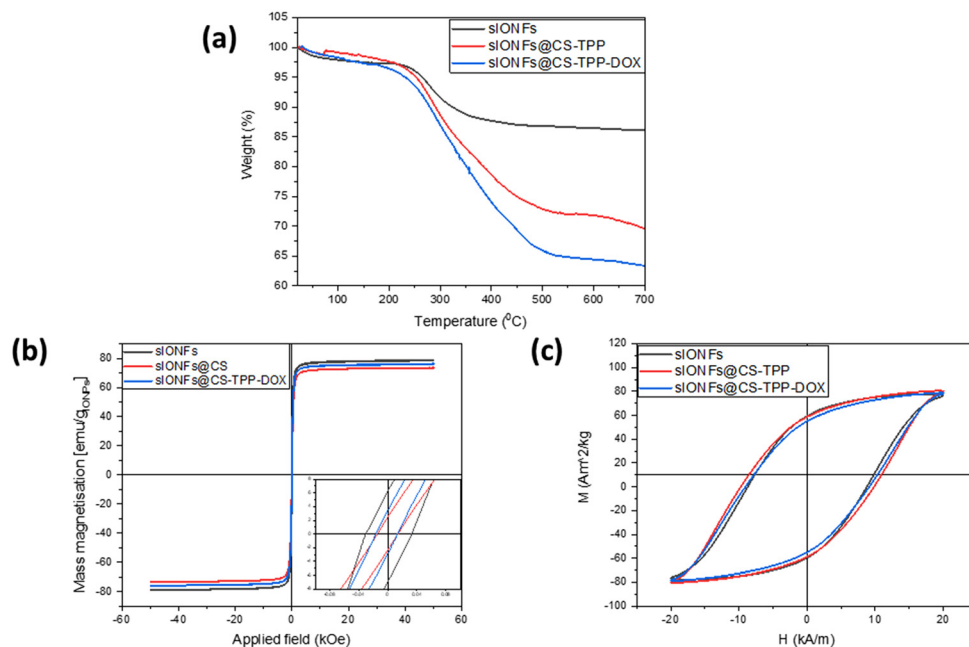 (a)
sIONFs
sIONFs@CS-TPP
sIONFs@CS-TPP-DOX
105
100
95
90
85
80
75
70
65
60
Weight (%)
100
200
300
400
500
600
700
Temperature (⁰C)
(b)
sIONFs
sIONFs@CS
sIONFs@CS-TPP-DOX
80
60
40
20
0
-20
-40
-60
-80
Mass magnetisation [emu/gIONPs]
-60
-40
-20
0
20
40
60
Applied field (kOe)
(c)
sIONFs
sIONFs@CS-TPP
sIONFs@CS-TPP-DOX
120
100
80
60
40
20
0
-20
-40
-60
-80
-100
M (Am^2/kg
-20
-10
0
10
20
H (kA/m)